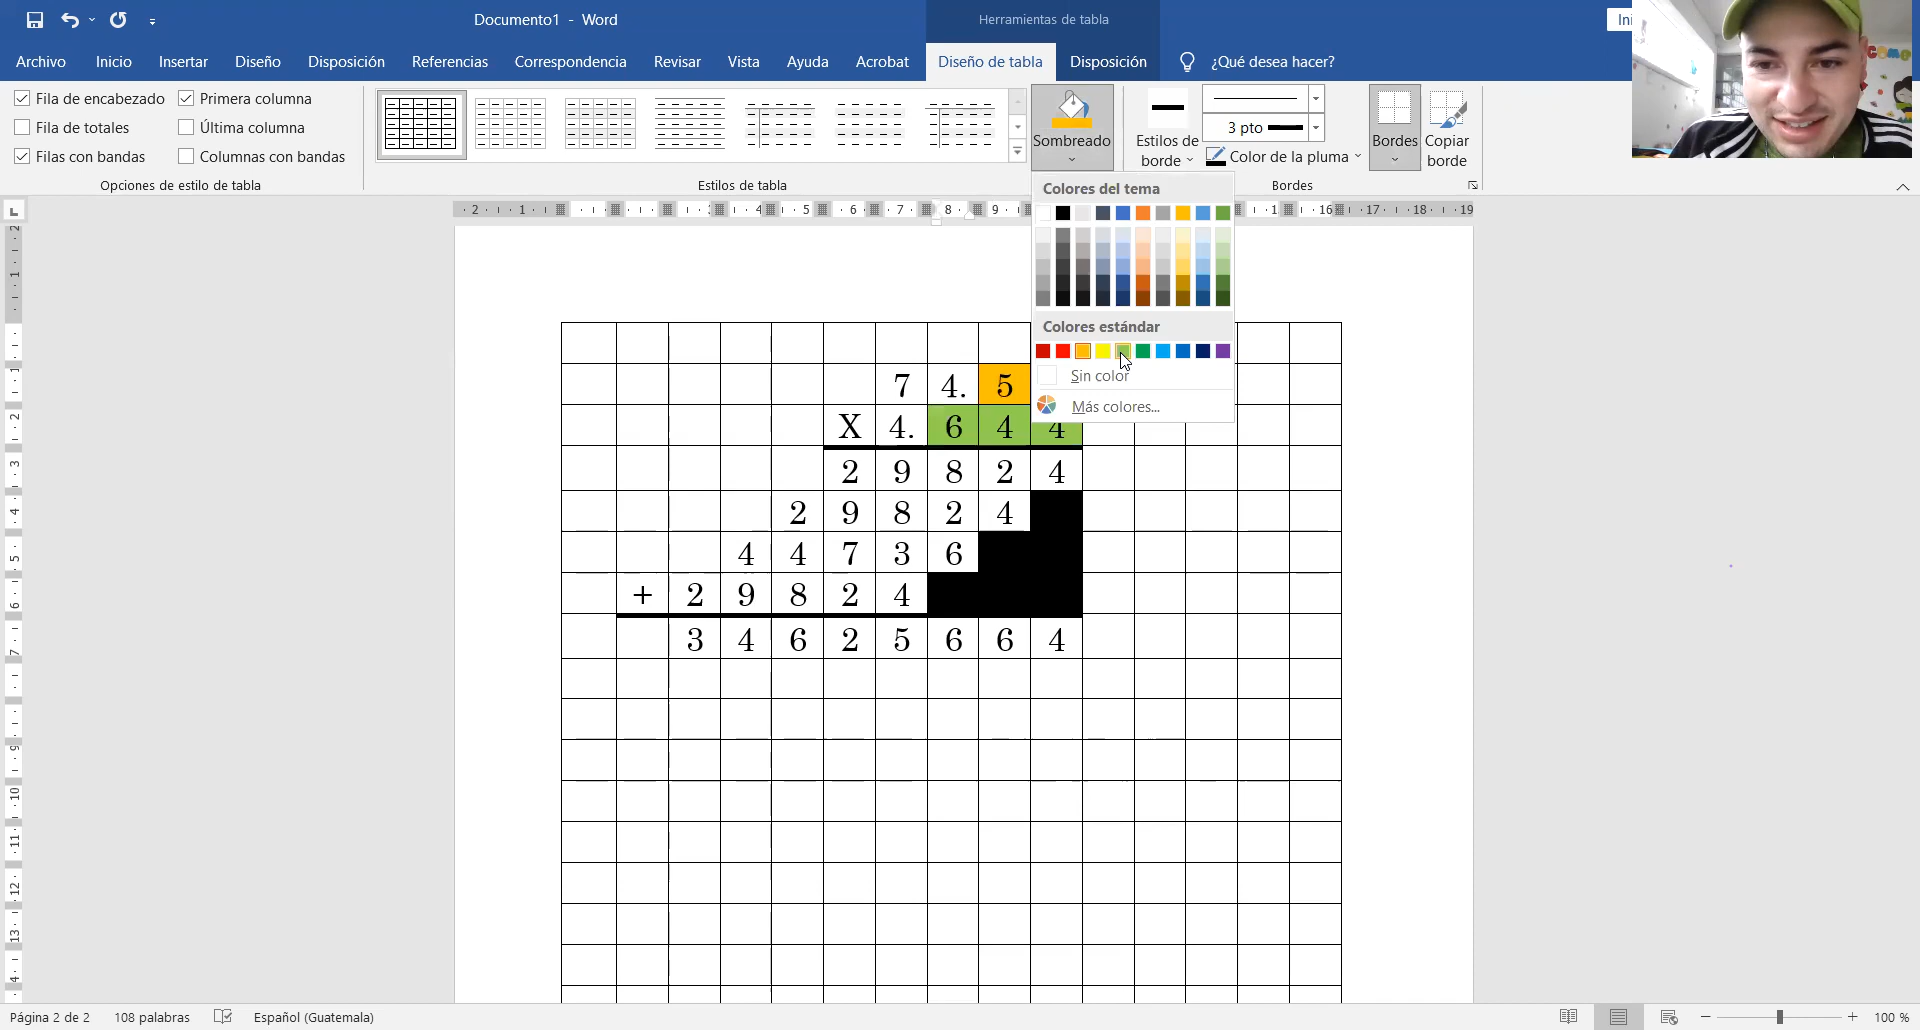 Documento1 - Word
Herramientas de tabla
Ini
Archivo Inicio Insertar Diseño Disposición Referencias Correspondencia Revisar Vista Ayuda Acrobat Diseño de tabla Disposición ¿Qué desea hacer?
Fila de encabezado Primera columna
Fila de totales Última columna
Filas con bandas Columnas con bandas
Opciones de estilo de tabla
Estilos de tabla
Sombreado
Estilos de borde
3 pto
Color de la pluma
Bordes
Copiar borde
Bordes
Colores del tema
Colores estándar
Sin color
Más colores...
7 4. 5
X 4. 6 4 4
2 9 8 2 4
2 9 8 2 4
4 4 7 3 6
+ 2 9 8 2 4
3 4 6 2 5 6 6 4
Página 2 de 2 108 palabras Español (Guatemala) 100 %